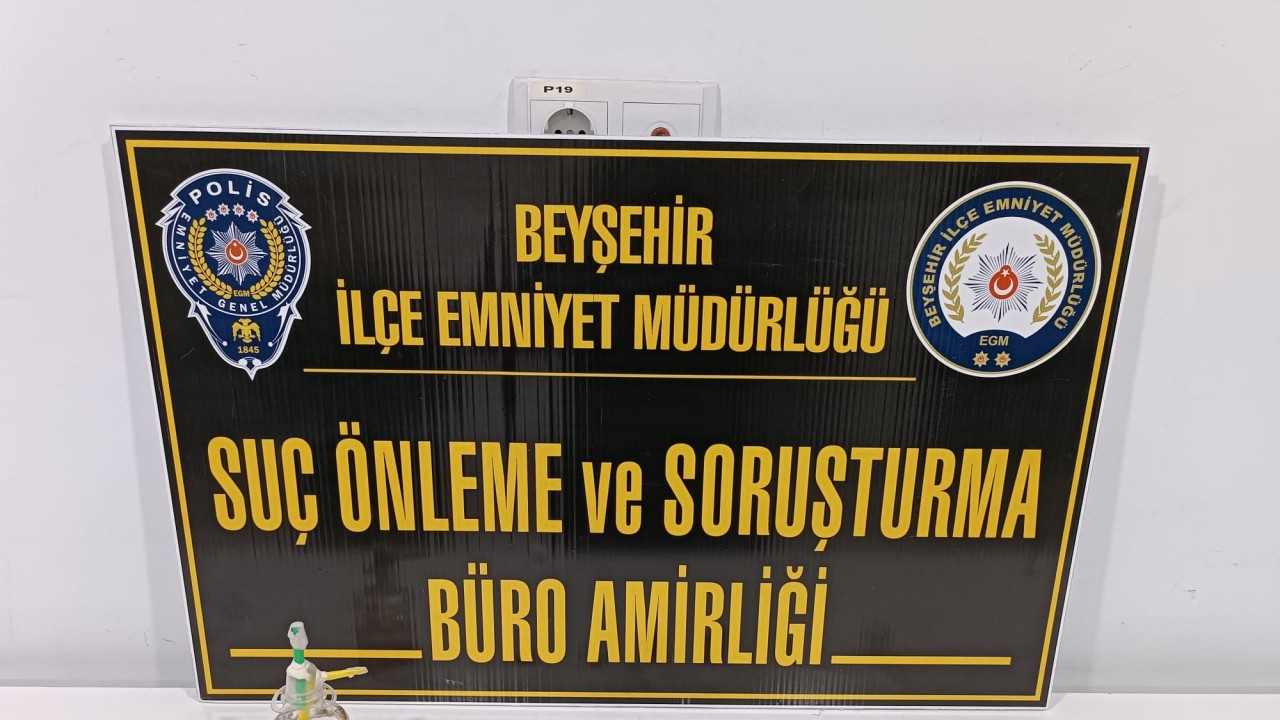 P19
POLİS
EMNİYET GENEL MÜDÜRLÜĞÜ
EGM
1845
BEYŞEHİR
İLÇE EMNİYET MÜDÜRLÜĞÜ
BEYŞEHİR İLÇE EMNİYET MÜDÜRLÜĞÜ
EGM
SUÇ ÖNLEME ve SORUŞTURMA
BÜRO AMİRLİĞİ